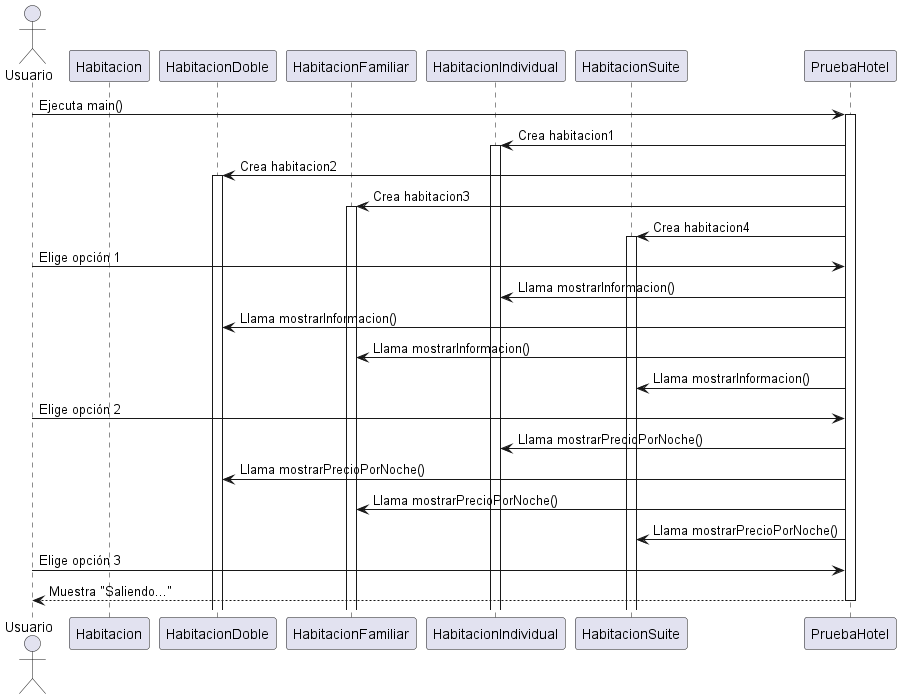 Usuario
Habitacion
HabitacionDoble
HabitacionFamiliar
HabitacionIndividual
HabitacionSuite
PruebaHotel
Ejecuta main()
Crea habitacion1
Crea habitacion2
Crea habitacion3
Crea habitacion4
Elige opción 1
Llama mostrarInformacion()
Llama mostrarInformacion()
Llama mostrarInformacion()
Llama mostrarInformacion()
Elige opción 2
Llama mostrarPrecioPorNoche()
Llama mostrarPrecioPorNoche()
Llama mostrarPrecioPorNoche()
Llama mostrarPrecioPorNoche()
Elige opción 3
Muestra "Saliendo..."
Usuario
Habitacion
HabitacionDoble
HabitacionFamiliar
HabitacionIndividual
HabitacionSuite
PruebaHotel